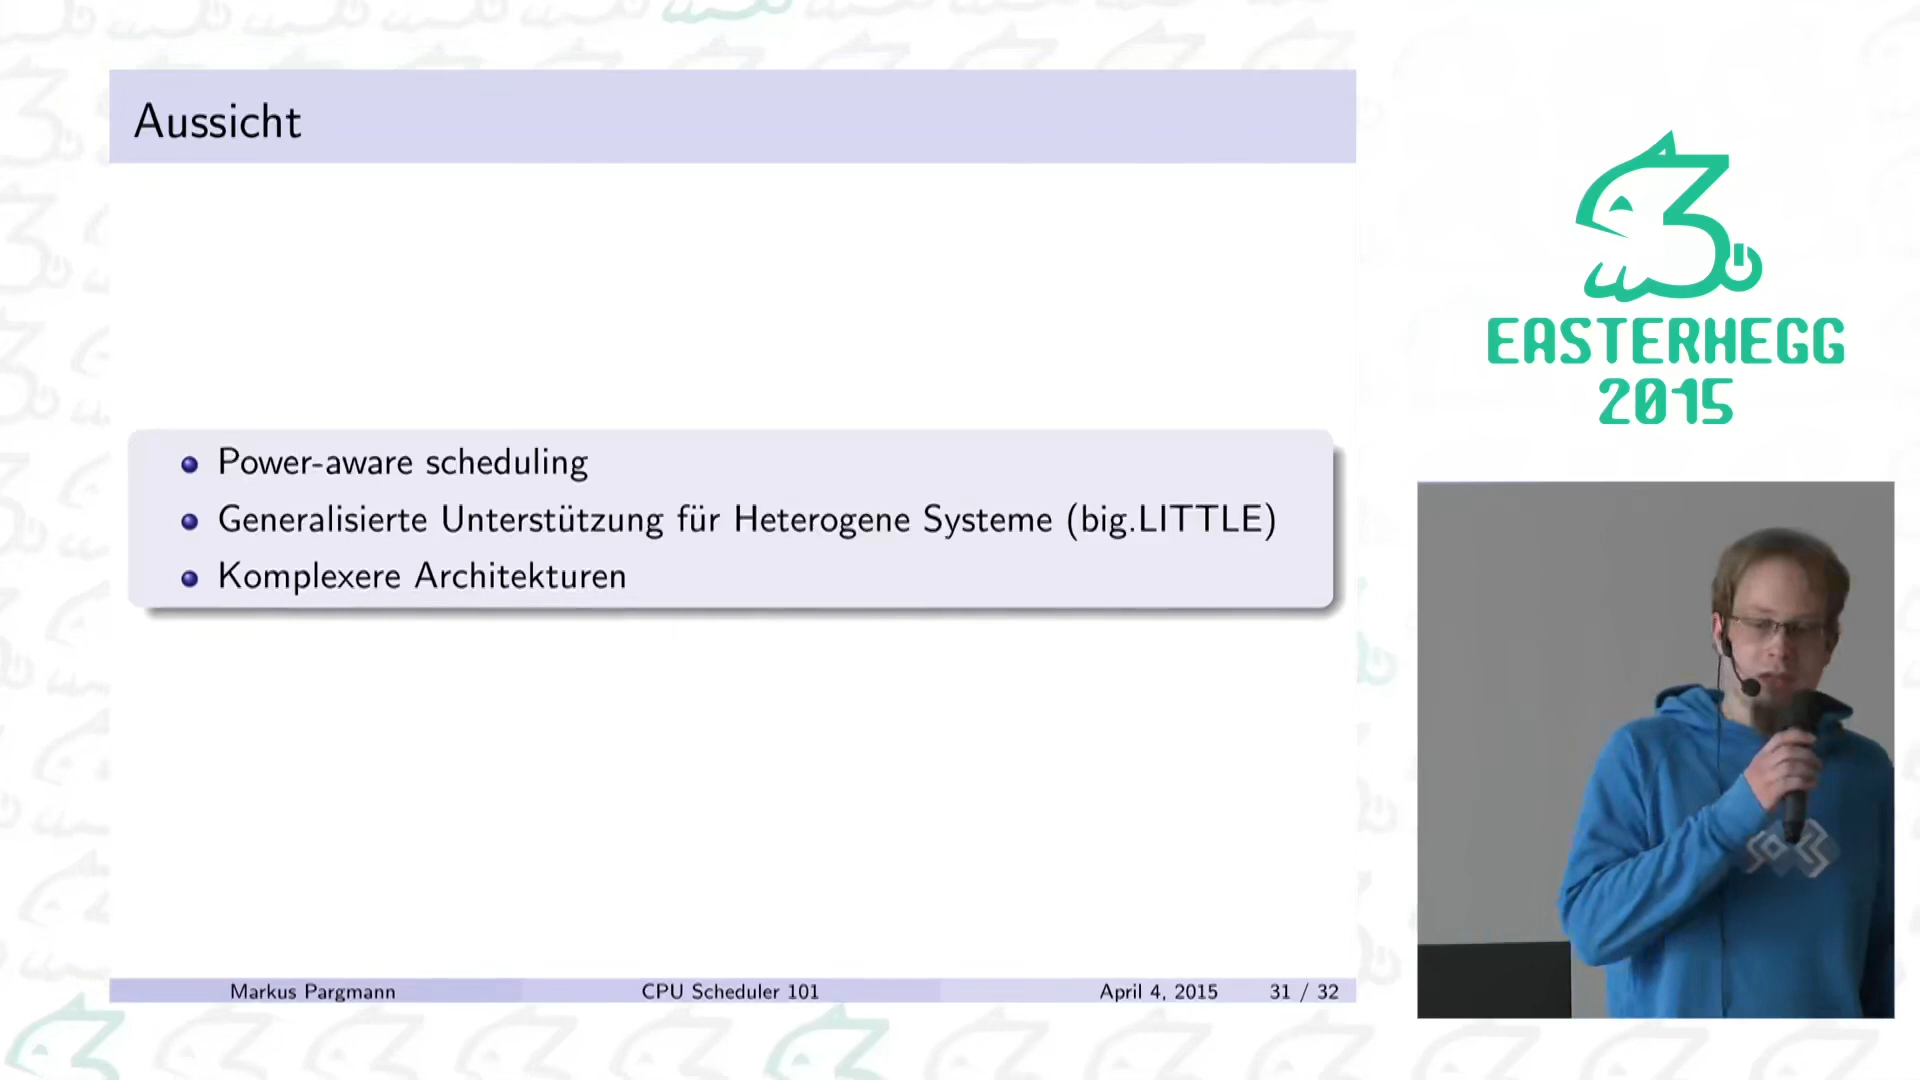 Aussicht
Power-aware scheduling
Generalisierte Unterstützung für Heterogene Systeme (big.LITTLE)
Komplexere Architekturen
Markus Pargmann CPU Scheduler 101 April 4, 2015 31 / 32
EASTERHEGG
2015